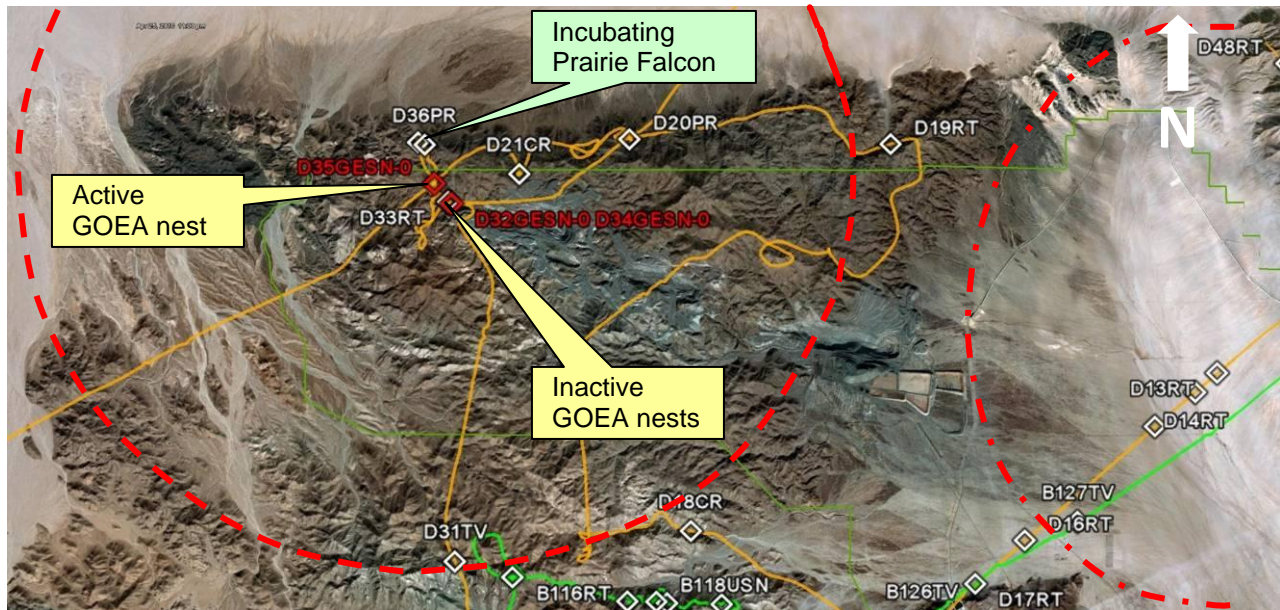 Incubating
Prairie Falcon
N
D48RT
D36PR
D21CR
D20PR
D19RT
D35GESN-0
Active
GOEA nest
D33RT
D32GESN-0 D34GESN-0
Inactive
GOEA nests
D13RT
D14RT
B127TV
D16RT
D18CR
D31TV
B116RT
B118USN
B126TV
D17RT